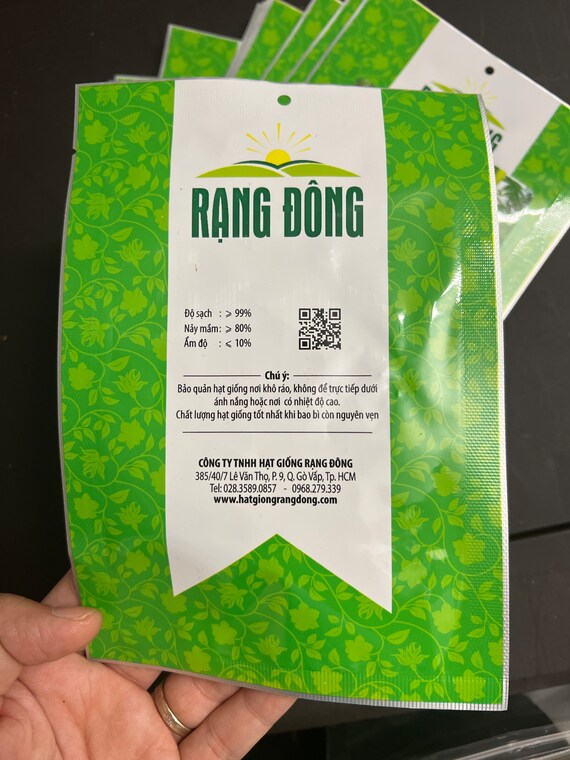 RẠNG ĐÔNG
Độ sạch : ⩾ 99%
Nảy mầm : ⩾ 80%
Ẩm độ : ⩽ 10%
Chú ý:
Bảo quản hạt giống nơi khô ráo, không để trực tiếp dưới
ánh nắng hoặc nơi có nhiệt độ cao.
Chất lượng hạt giống tốt nhất khi bao bì còn nguyên vẹn
CÔNG TY TNHH HẠT GIỐNG RẠNG ĐÔNG
385/40/7 Lê Văn Thọ, P. 9, Q. Gò Vấp, Tp. HCM
Tel: 028.3589.0857 - 0968.279.339
www.hatgiongrangdong.com